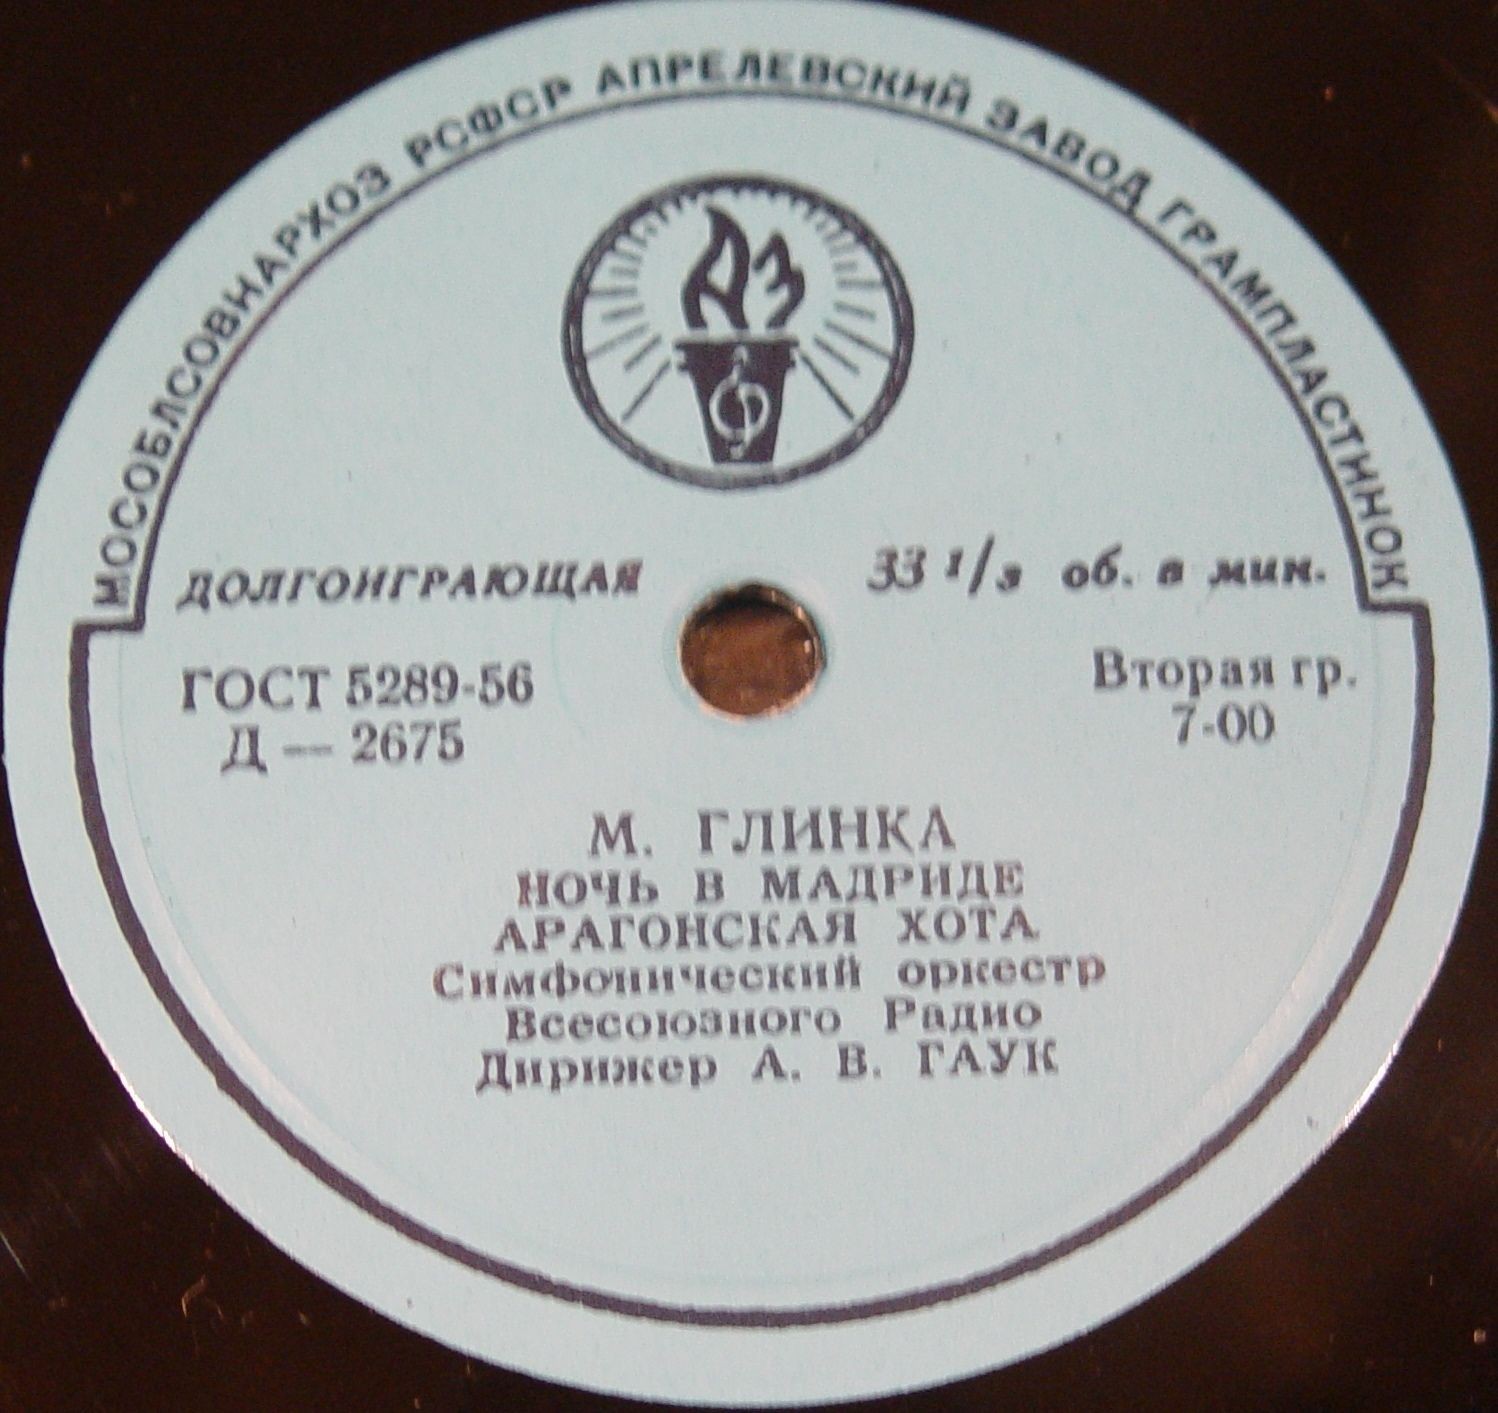 МОСОБЛСОВНАРХОЗ РСФСР АПРЕЛЕВСКИЙ ЗАВОД ГРАМПЛАСТИНОК
АЗ
ДОЛГОИГРАЮЩАЯ 33 1/3 об. в мин.
ГОСТ 5289-56 Вторая гр.
Д — 2675 7-00
М. ГЛИНКА
НОЧЬ В МАДРИДЕ
АРАГОНСКАЯ ХОТА
Симфонический оркестр
Всесоюзного Радио
Дирижер А. В. ГАУК